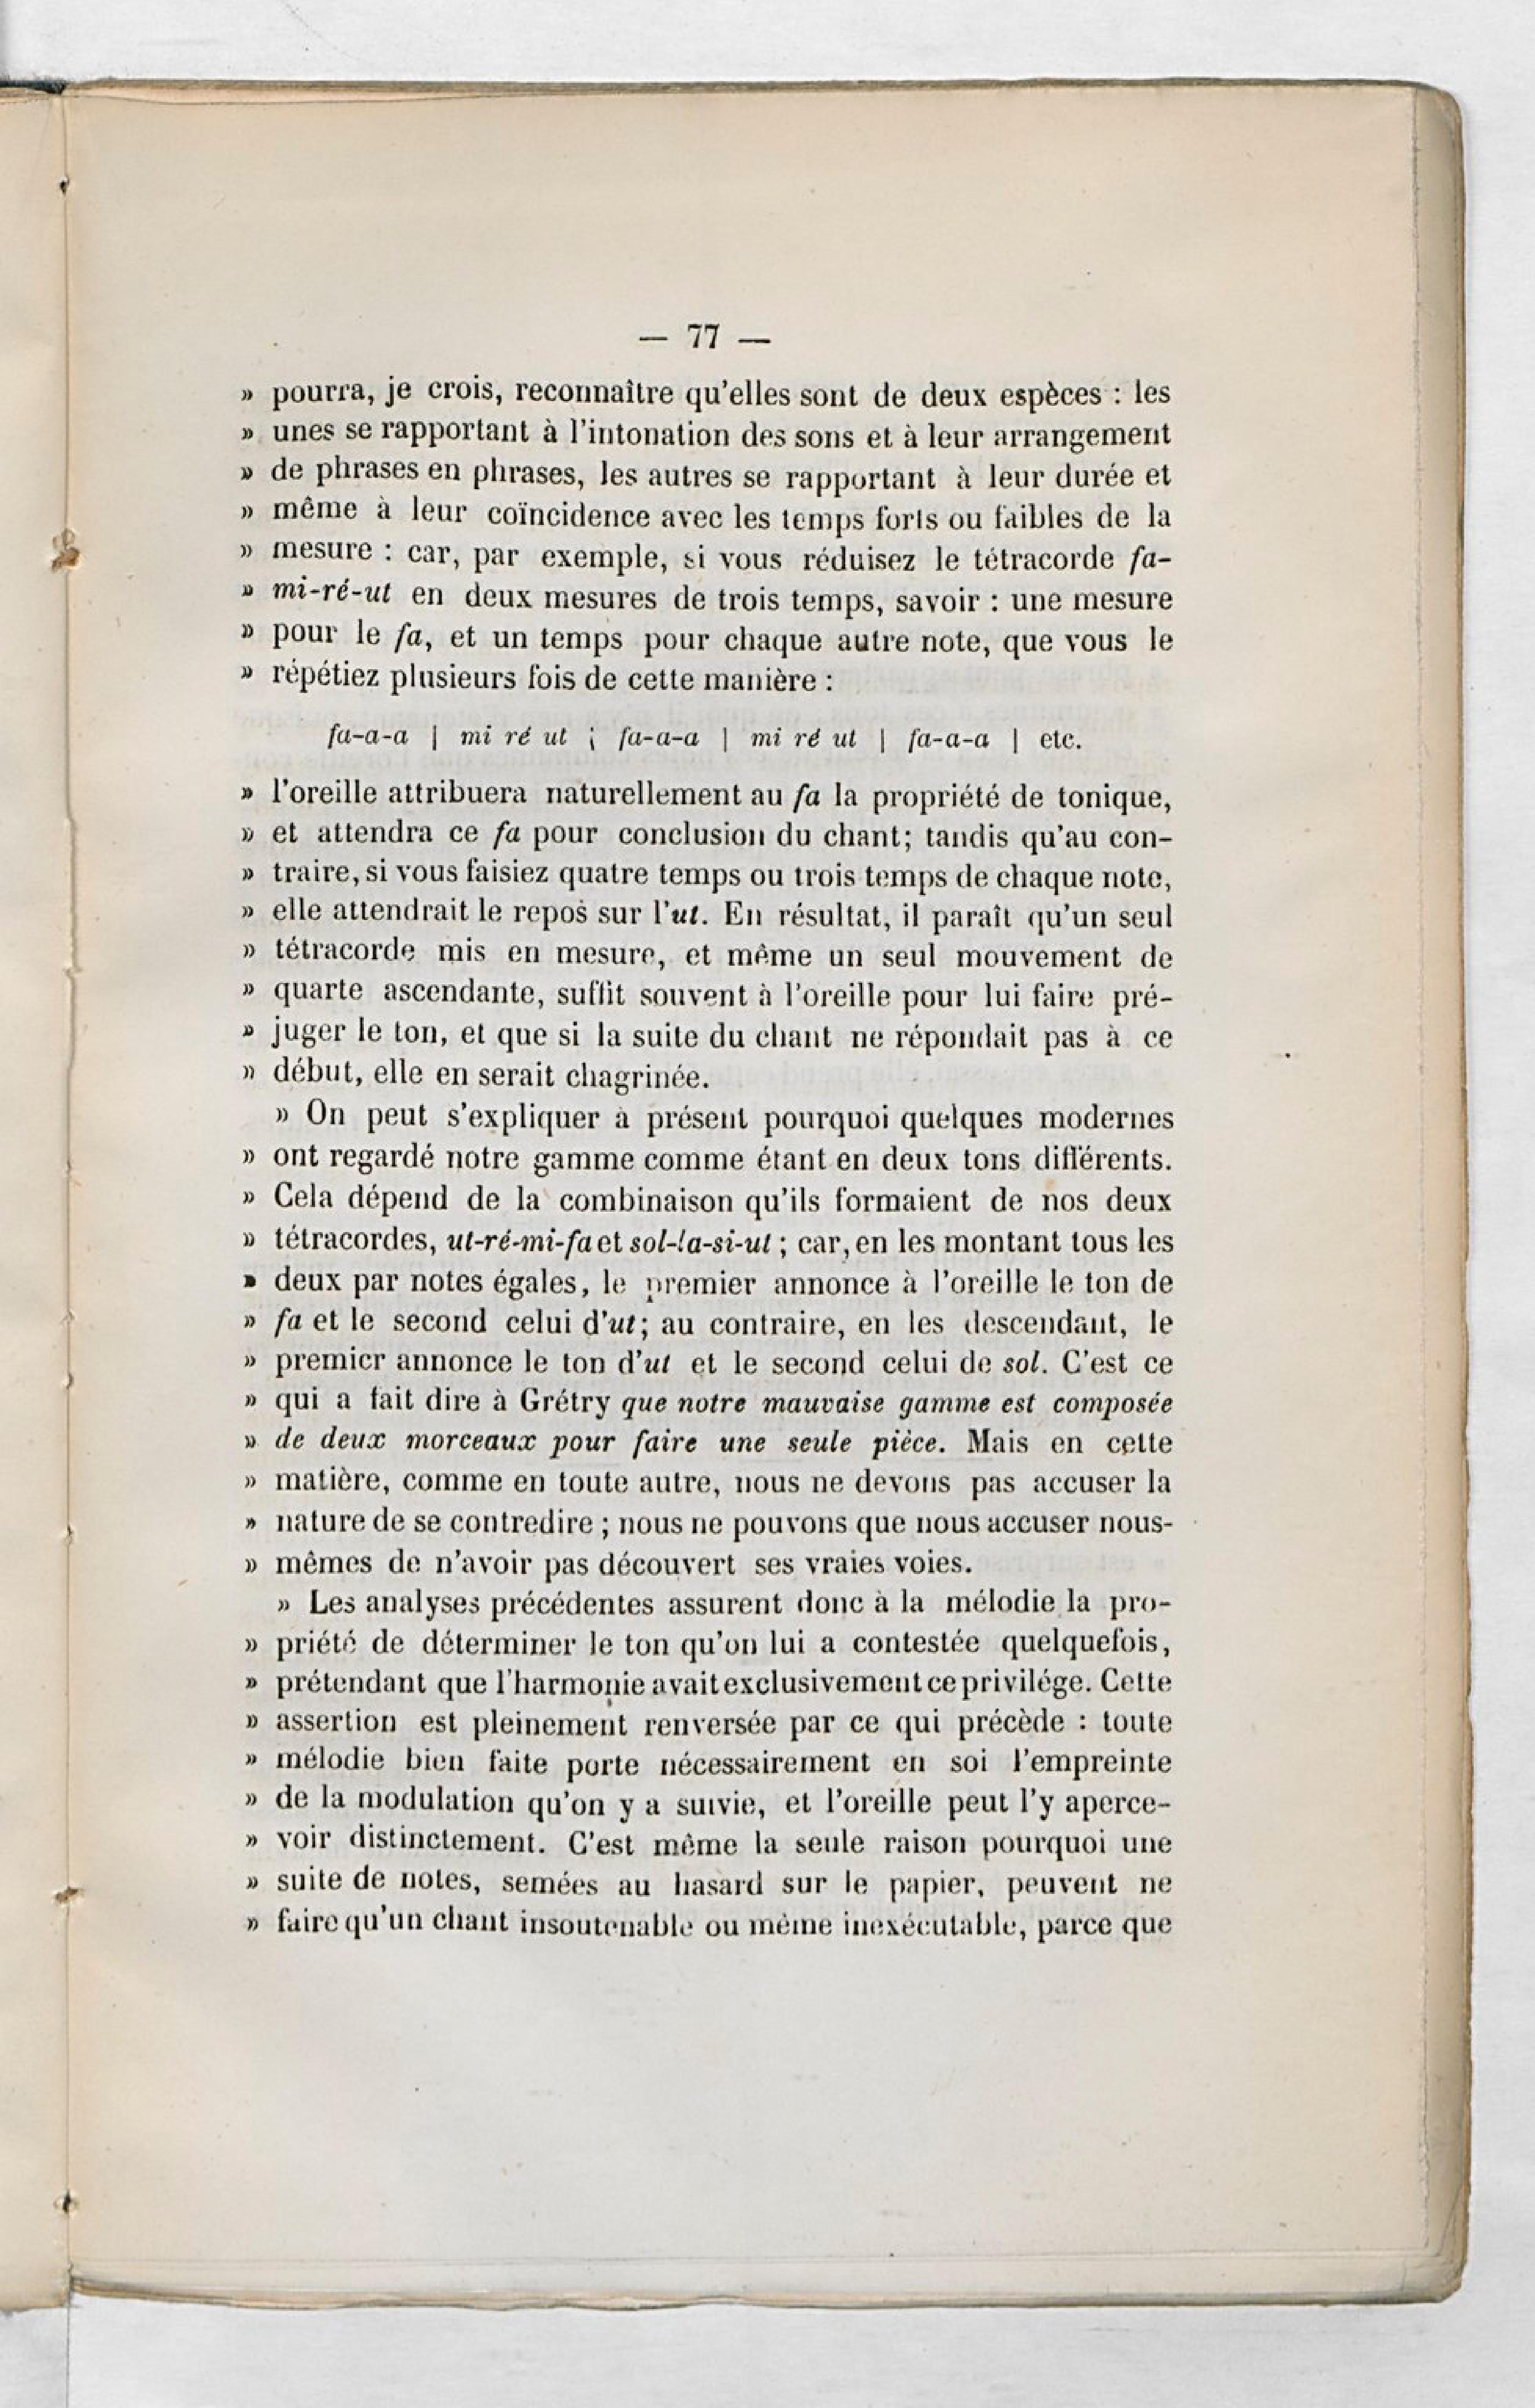 — 77 —
» pourra, je crois, reconnaître qu'elles sont de deux espèces : les
» unes se rapportant à l'intonation des sons et à leur arrangement
» de phrases en phrases, les autres se rapportant à leur durée et
» même à leur coïncidence avec les temps forts ou faibles de la
» mesure : car, par exemple, si vous réduisez le tétracorde fa-
» mi-ré-ut en deux mesures de trois temps, savoir : une mesure
» pour le fa, et un temps pour chaque autre note, que vous le
» répétiez plusieurs fois de cette manière :
fa-a-a | mi ré ut | fa-a-a | mi ré ut | fa-a-a | etc.
» l'oreille attribuera naturellement au fa la propriété de tonique,
» et attendra ce fa pour conclusion du chant; tandis qu'au con-
» traire, si vous faisiez quatre temps ou trois temps de chaque note,
» elle attendrait le repos sur l'ut. En résultat, il paraît qu'un seul
» tétracorde mis en mesure, et même un seul mouvement de
» quarte ascendante, suffit souvent à l'oreille pour lui faire pré-
» juger le ton, et que si la suite du chant ne répondait pas à ce
» début, elle en serait chagrinée.
» On peut s'expliquer à présent pourquoi quelques modernes
» ont regardé notre gamme comme étant en deux tons différents.
» Cela dépend de la combinaison qu'ils formaient de nos deux
» tétracordes, ut-ré-mi-fa et sol-la-si-ut ; car, en les montant tous les
» deux par notes égales, le premier annonce à l'oreille le ton de
» fa et le second celui d'ut; au contraire, en les descendant, le
» premier annonce le ton d'ut et le second celui de sol. C'est ce
» qui a fait dire à Grétry que notre mauvaise gamme est composée
» de deux morceaux pour faire une seule pièce. Mais en cette
» matière, comme en toute autre, nous ne devons pas accuser la
» nature de se contredire ; nous ne pouvons que nous accuser nous-
» mêmes de n'avoir pas découvert ses vraies voies.
» Les analyses précédentes assurent donc à la mélodie la pro-
» priété de déterminer le ton qu'on lui a contestée quelquefois,
» prétendant que l'harmonie avait exclusivement ce privilége. Cette
» assertion est pleinement renversée par ce qui précède : toute
» mélodie bien faite porte nécessairement en soi l'empreinte
» de la modulation qu'on y a suivie, et l'oreille peut l'y aperce-
» voir distinctement. C'est même la seule raison pourquoi une
» suite de notes, semées au hasard sur le papier, peuvent ne
» faire qu'un chant insoutenable ou même inexécutable, parce que